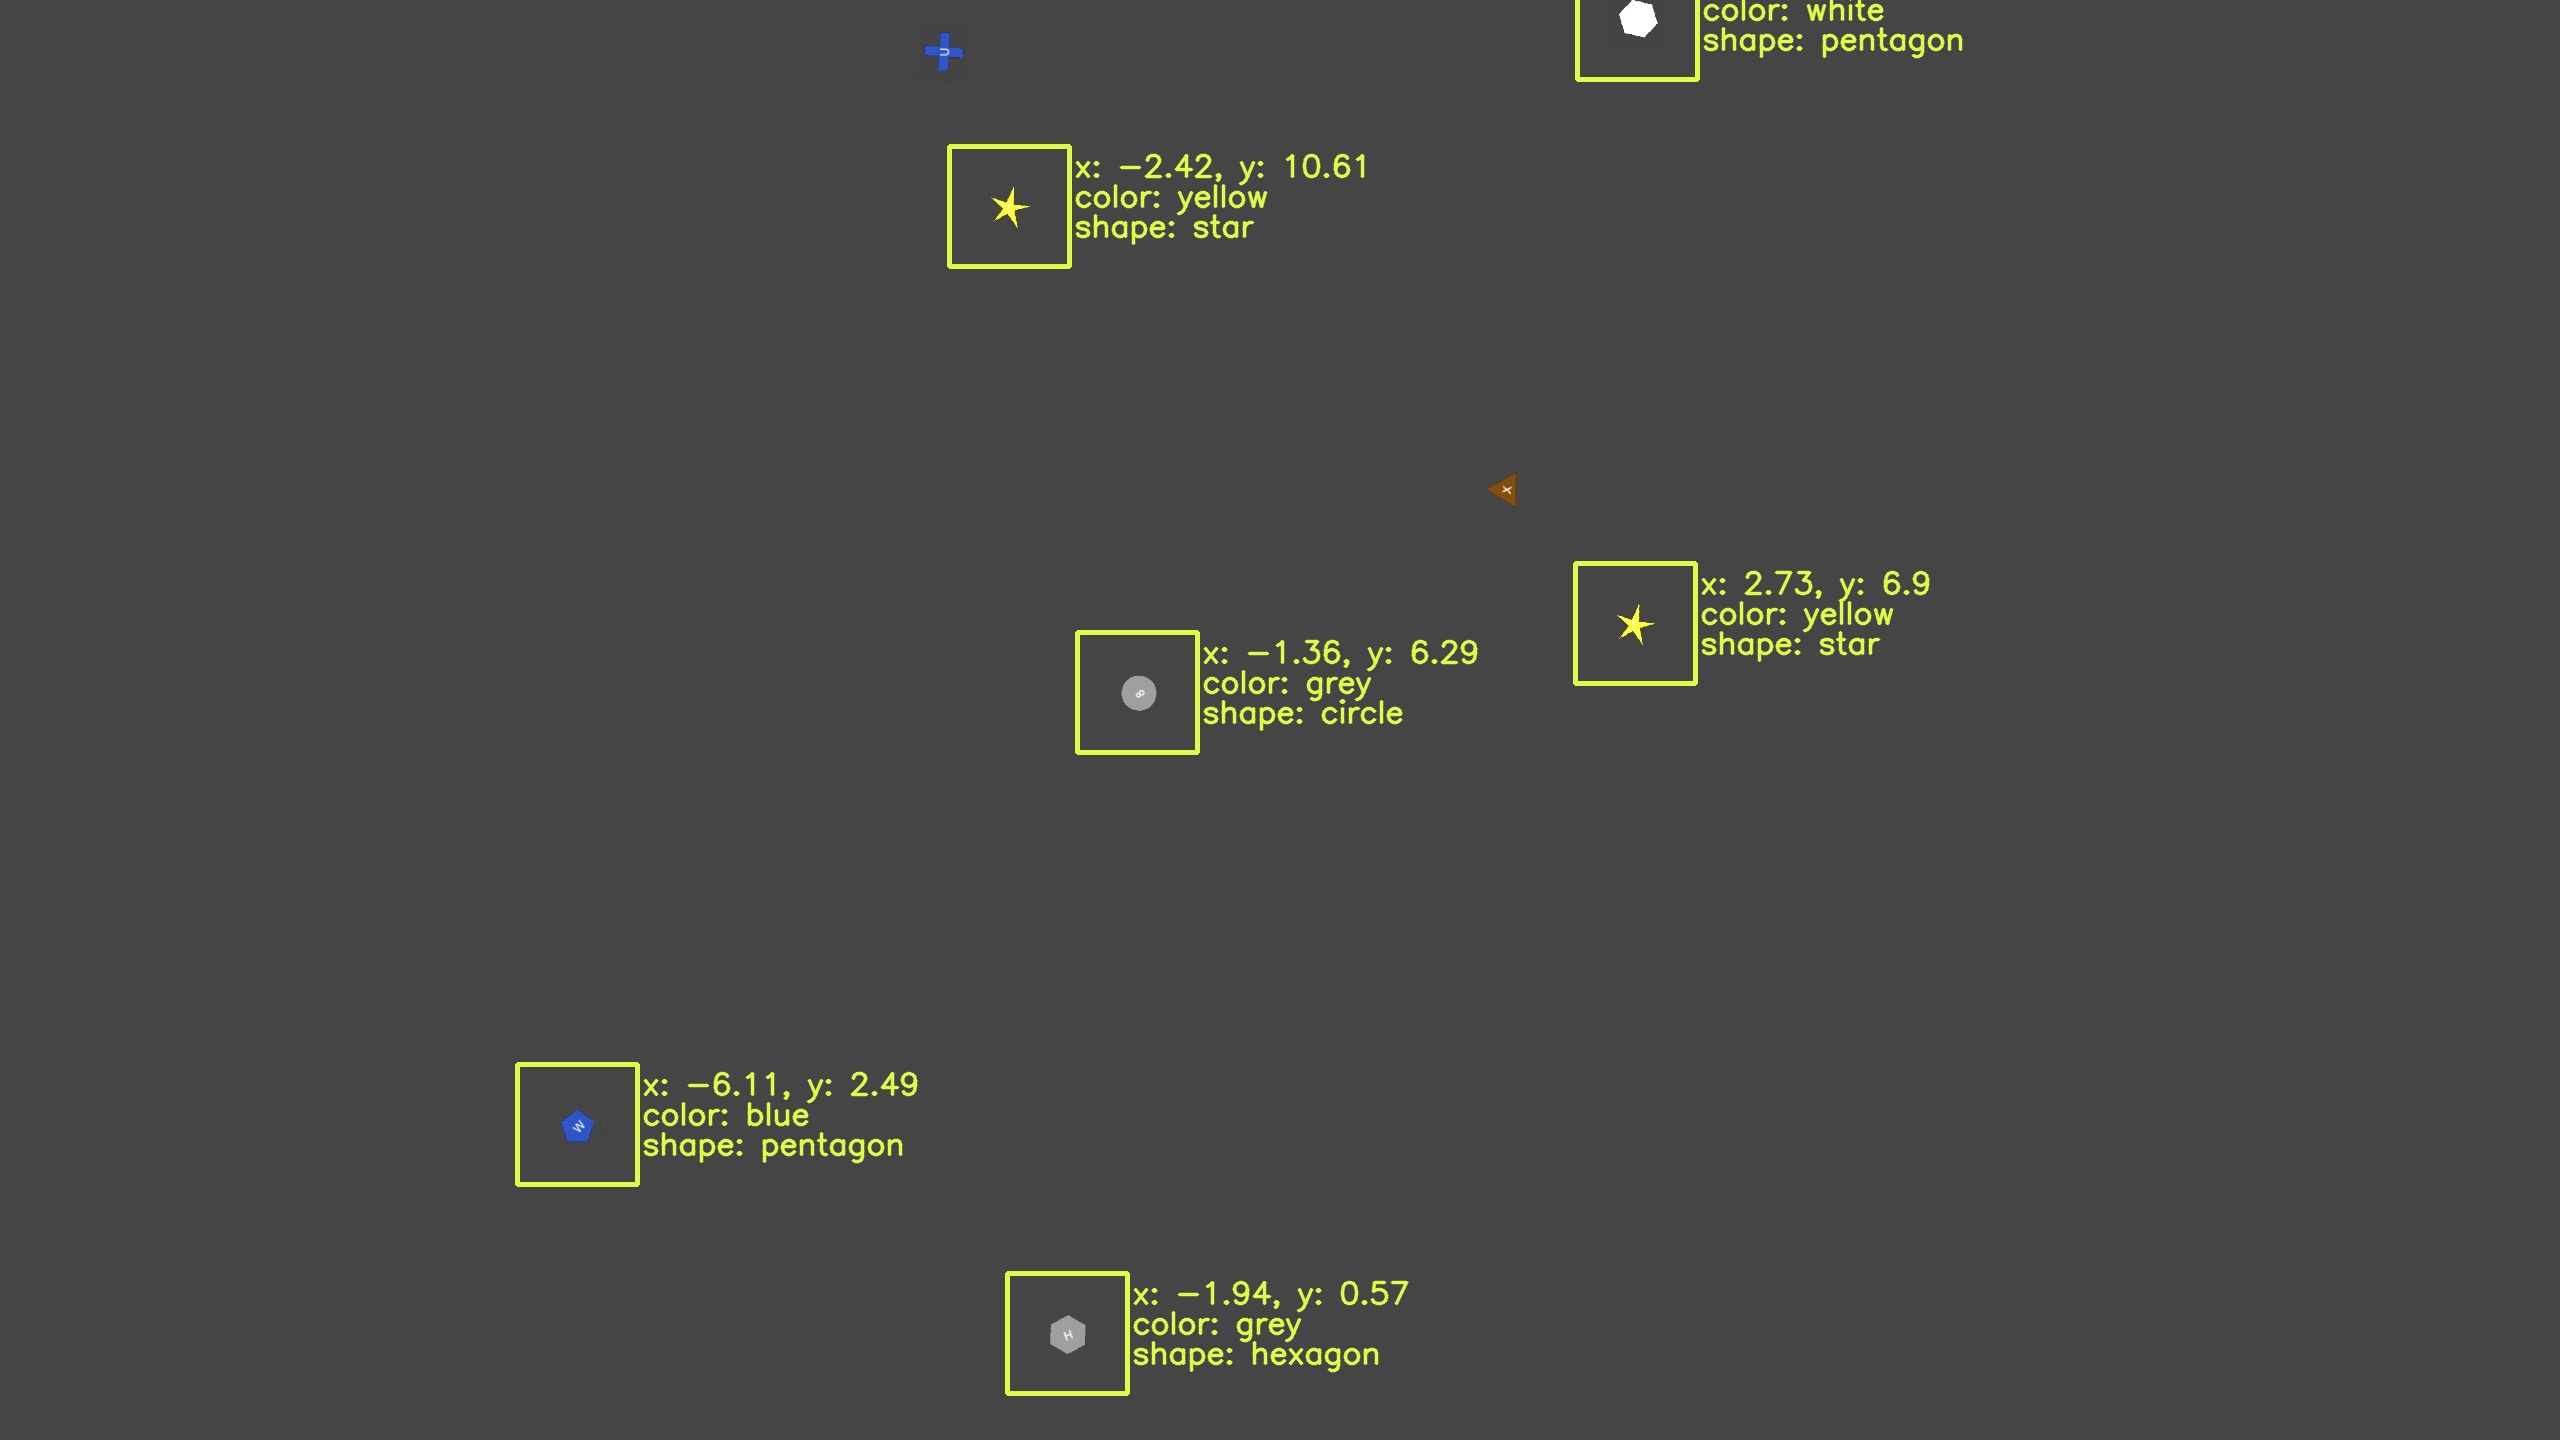 color: white
shape: pentagon
U
x: -2.42, y: 10.61
color: yellow
shape: star
X
x: 2.73, y: 6.9
color: yellow
shape: star
x: -1.36, y: 6.29
color: grey
shape: circle
8
x: -6.11, y: 2.49
color: blue
shape: pentagon
W
x: -1.94, y: 0.57
color: grey
shape: hexagon
H